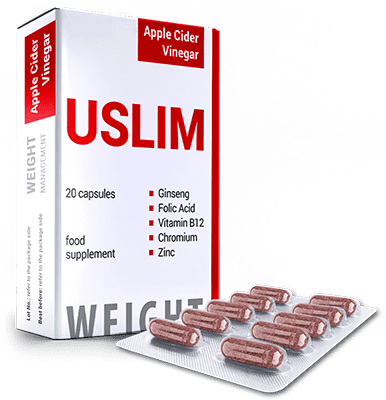 Apple Cider
Vinegar
USLIM
20 capsules
food
supplement
Ginseng
Folic Acid
Vitamin B12
Chromium
Zinc
WEIGHT
Apple Cider
Vinegar
WEIGHT
MANAGEMENT
Lot No.: refer to the package side
Best before: refer to the package side